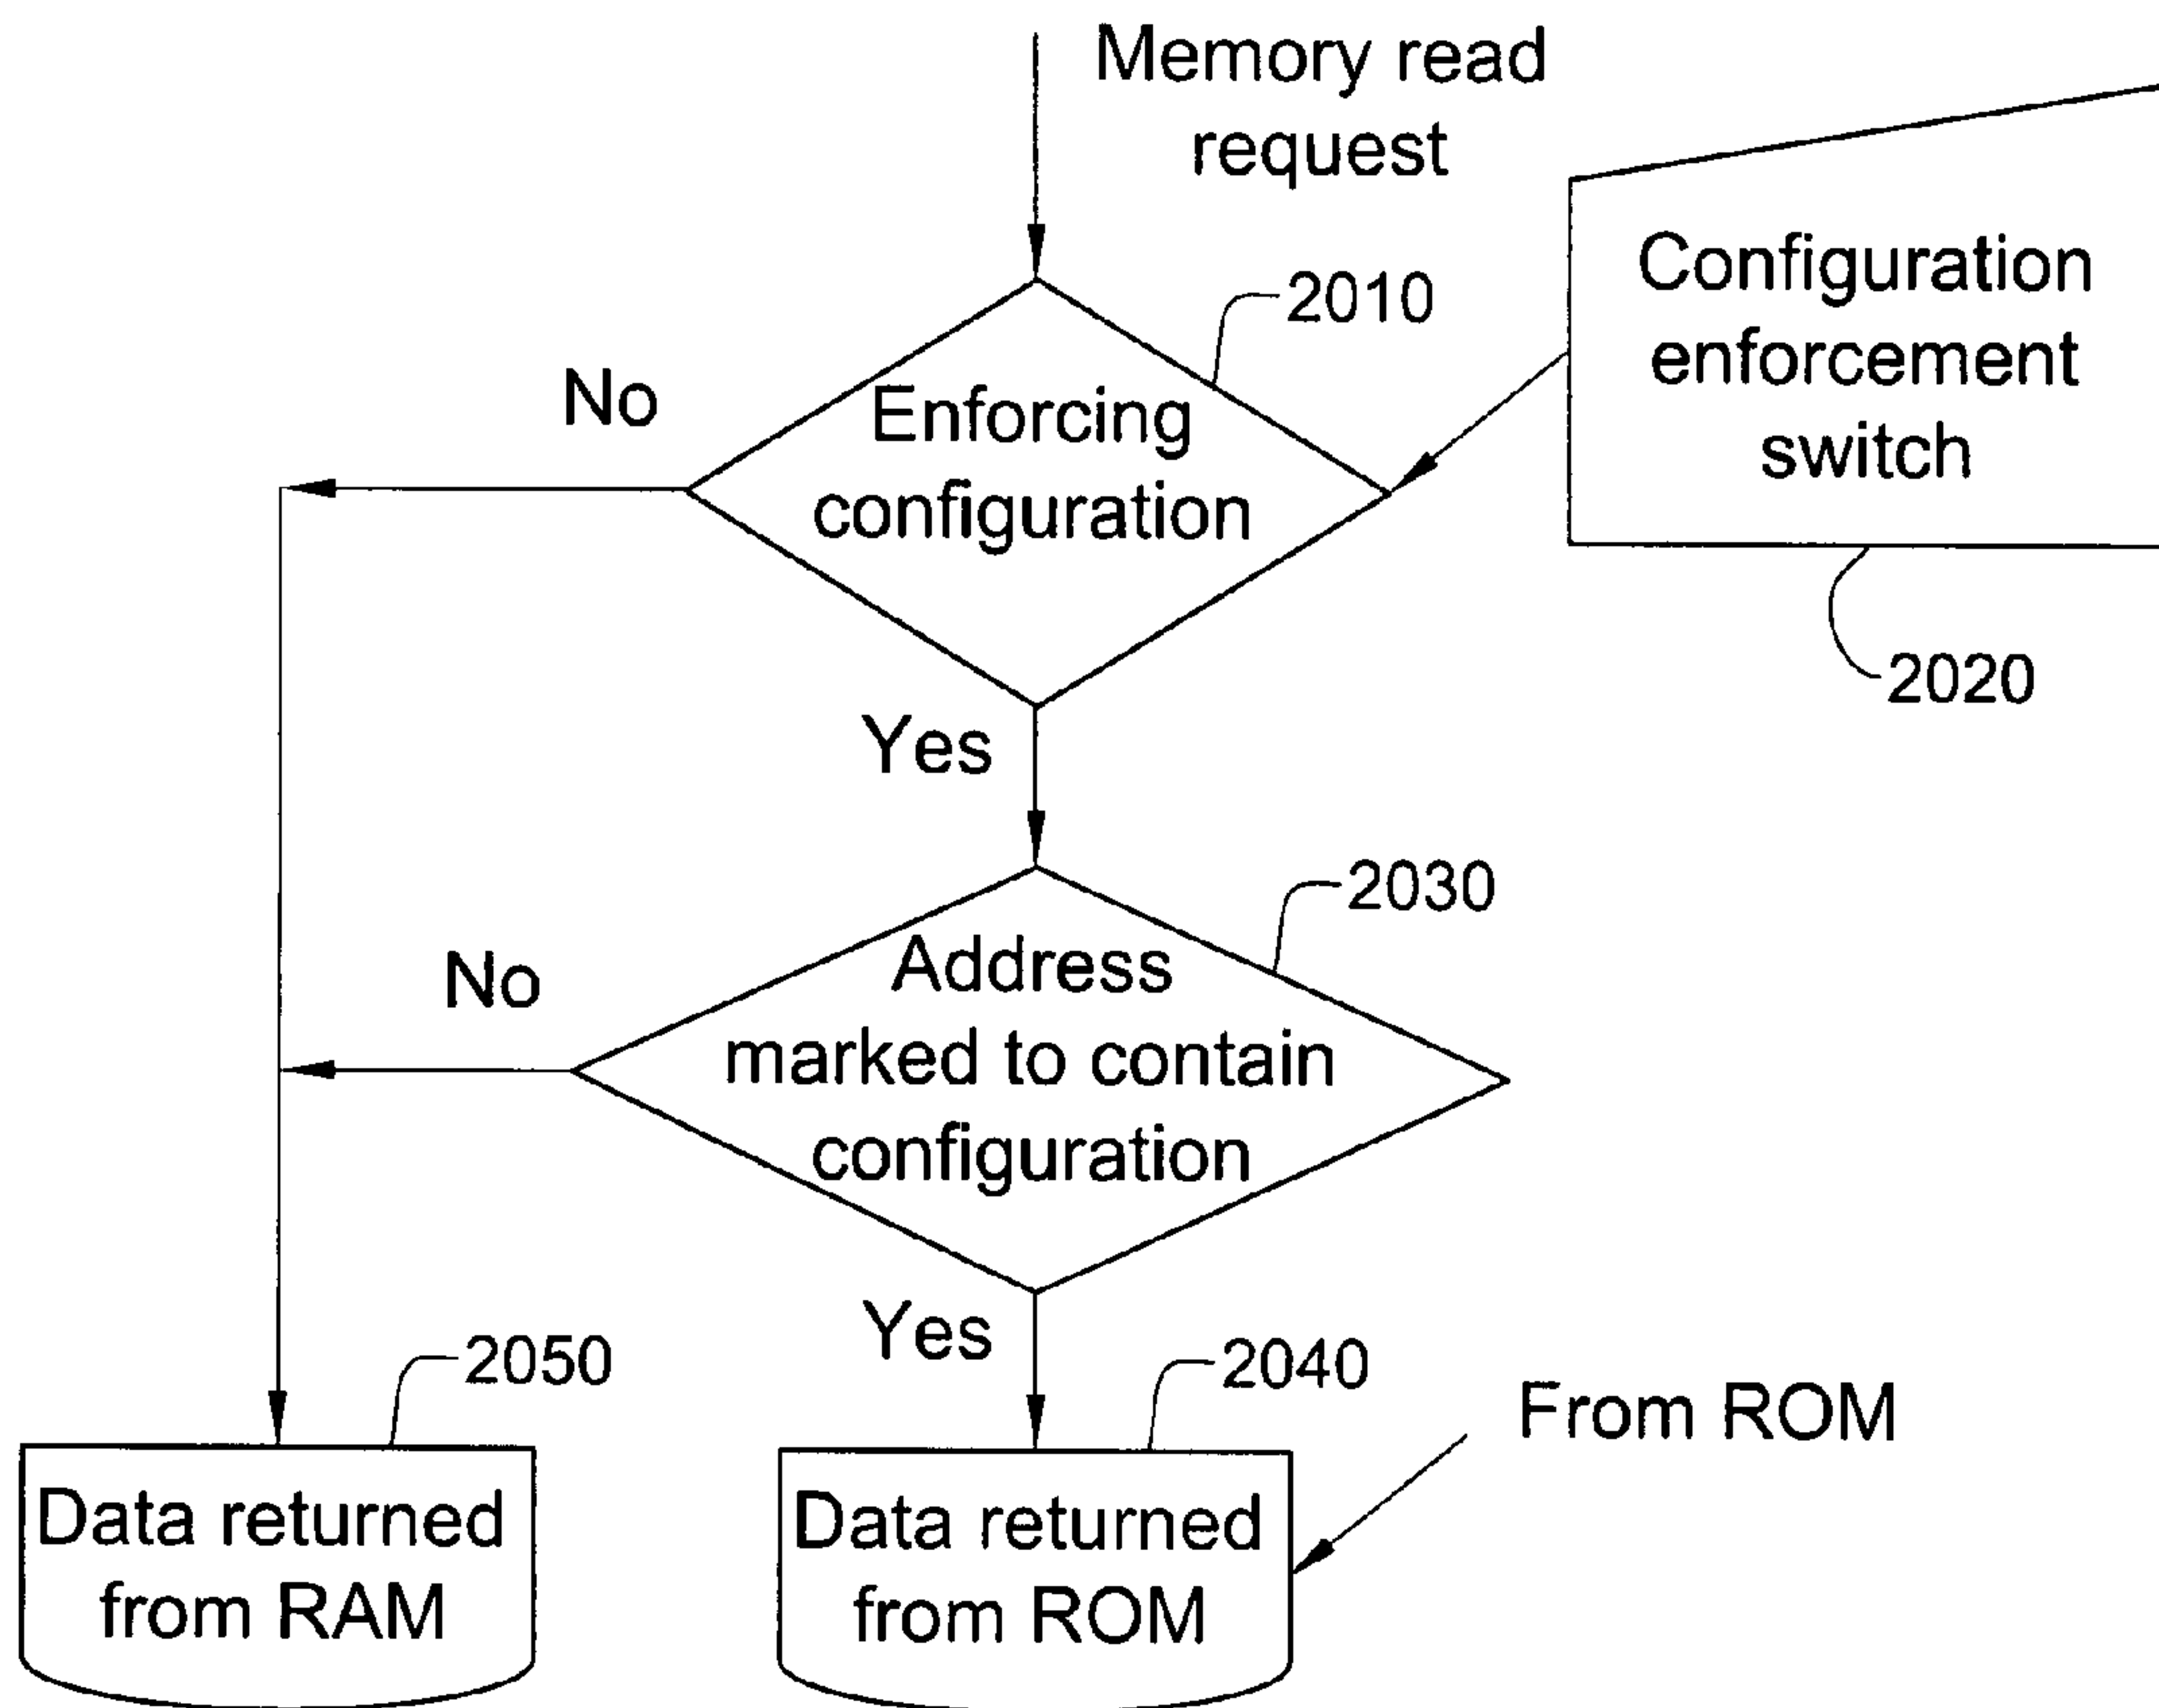 Memory read
request
Configuration
enforcement
switch
2010
No
Enforcing
configuration
2020
Yes
2030
No
Address
marked to contain
configuration
Yes
2050
2040
From ROM
Data returned
from RAM
Data returned
from ROM